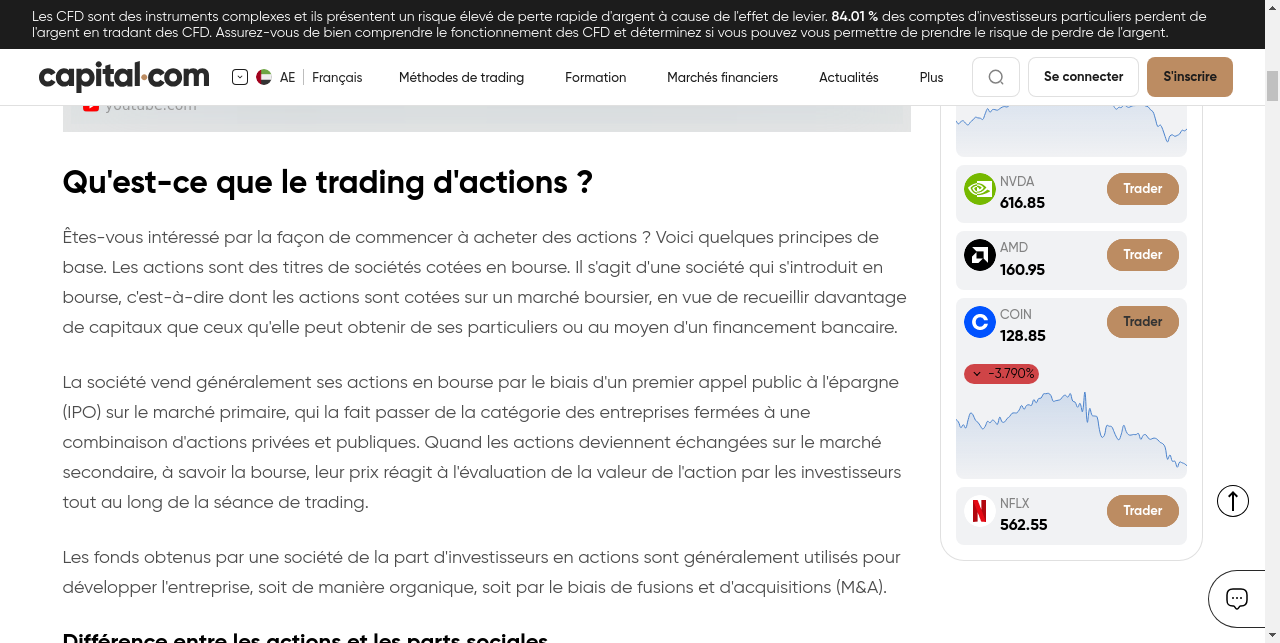 Les CFD sont des instruments complexes et ils présentent un risque élevé de perte rapide d'argent à cause de l'effet de levier. 84.01 % des comptes d'investisseurs particuliers perdent de
l'argent en tradant des CFD. Assurez-vous de bien comprendre le fonctionnement des CFD et déterminez si vous pouvez vous permettre de prendre le risque de perdre de l'argent.
capital.com
AE
Français
Méthodes de trading
Formation
Marchés financiers
Actualités
Plus
Se connecter
S'inscrire
youtube.com
Qu'est-ce que le trading d'actions ?
Êtes-vous intéressé par la façon de commencer à acheter des actions ? Voici quelques principes de
base. Les actions sont des titres de sociétés cotées en bourse. Il s'agit d'une société qui s'introduit en
bourse, c'est-à-dire dont les actions sont cotées sur un marché boursier, en vue de recueillir davantage
de capitaux que ceux qu'elle peut obtenir de ses particuliers ou au moyen d'un financement bancaire.
La société vend généralement ses actions en bourse par le biais d'un premier appel public à l'épargne
(IPO) sur le marché primaire, qui la fait passer de la catégorie des entreprises fermées à une
combinaison d'actions privées et publiques. Quand les actions deviennent échangées sur le marché
secondaire, à savoir la bourse, leur prix réagit à l'évaluation de la valeur de l'action par les investisseurs
tout au long de la séance de trading.
Les fonds obtenus par une société de la part d'investisseurs en actions sont généralement utilisés pour
développer l'entreprise, soit de manière organique, soit par le biais de fusions et d'acquisitions (M&A).
Différence entre les actions et les parts sociales
NVDA
616.85
Trader
AMD
160.95
Trader
COIN
128.85
Trader
-3.790%
NFLX
562.55
Trader